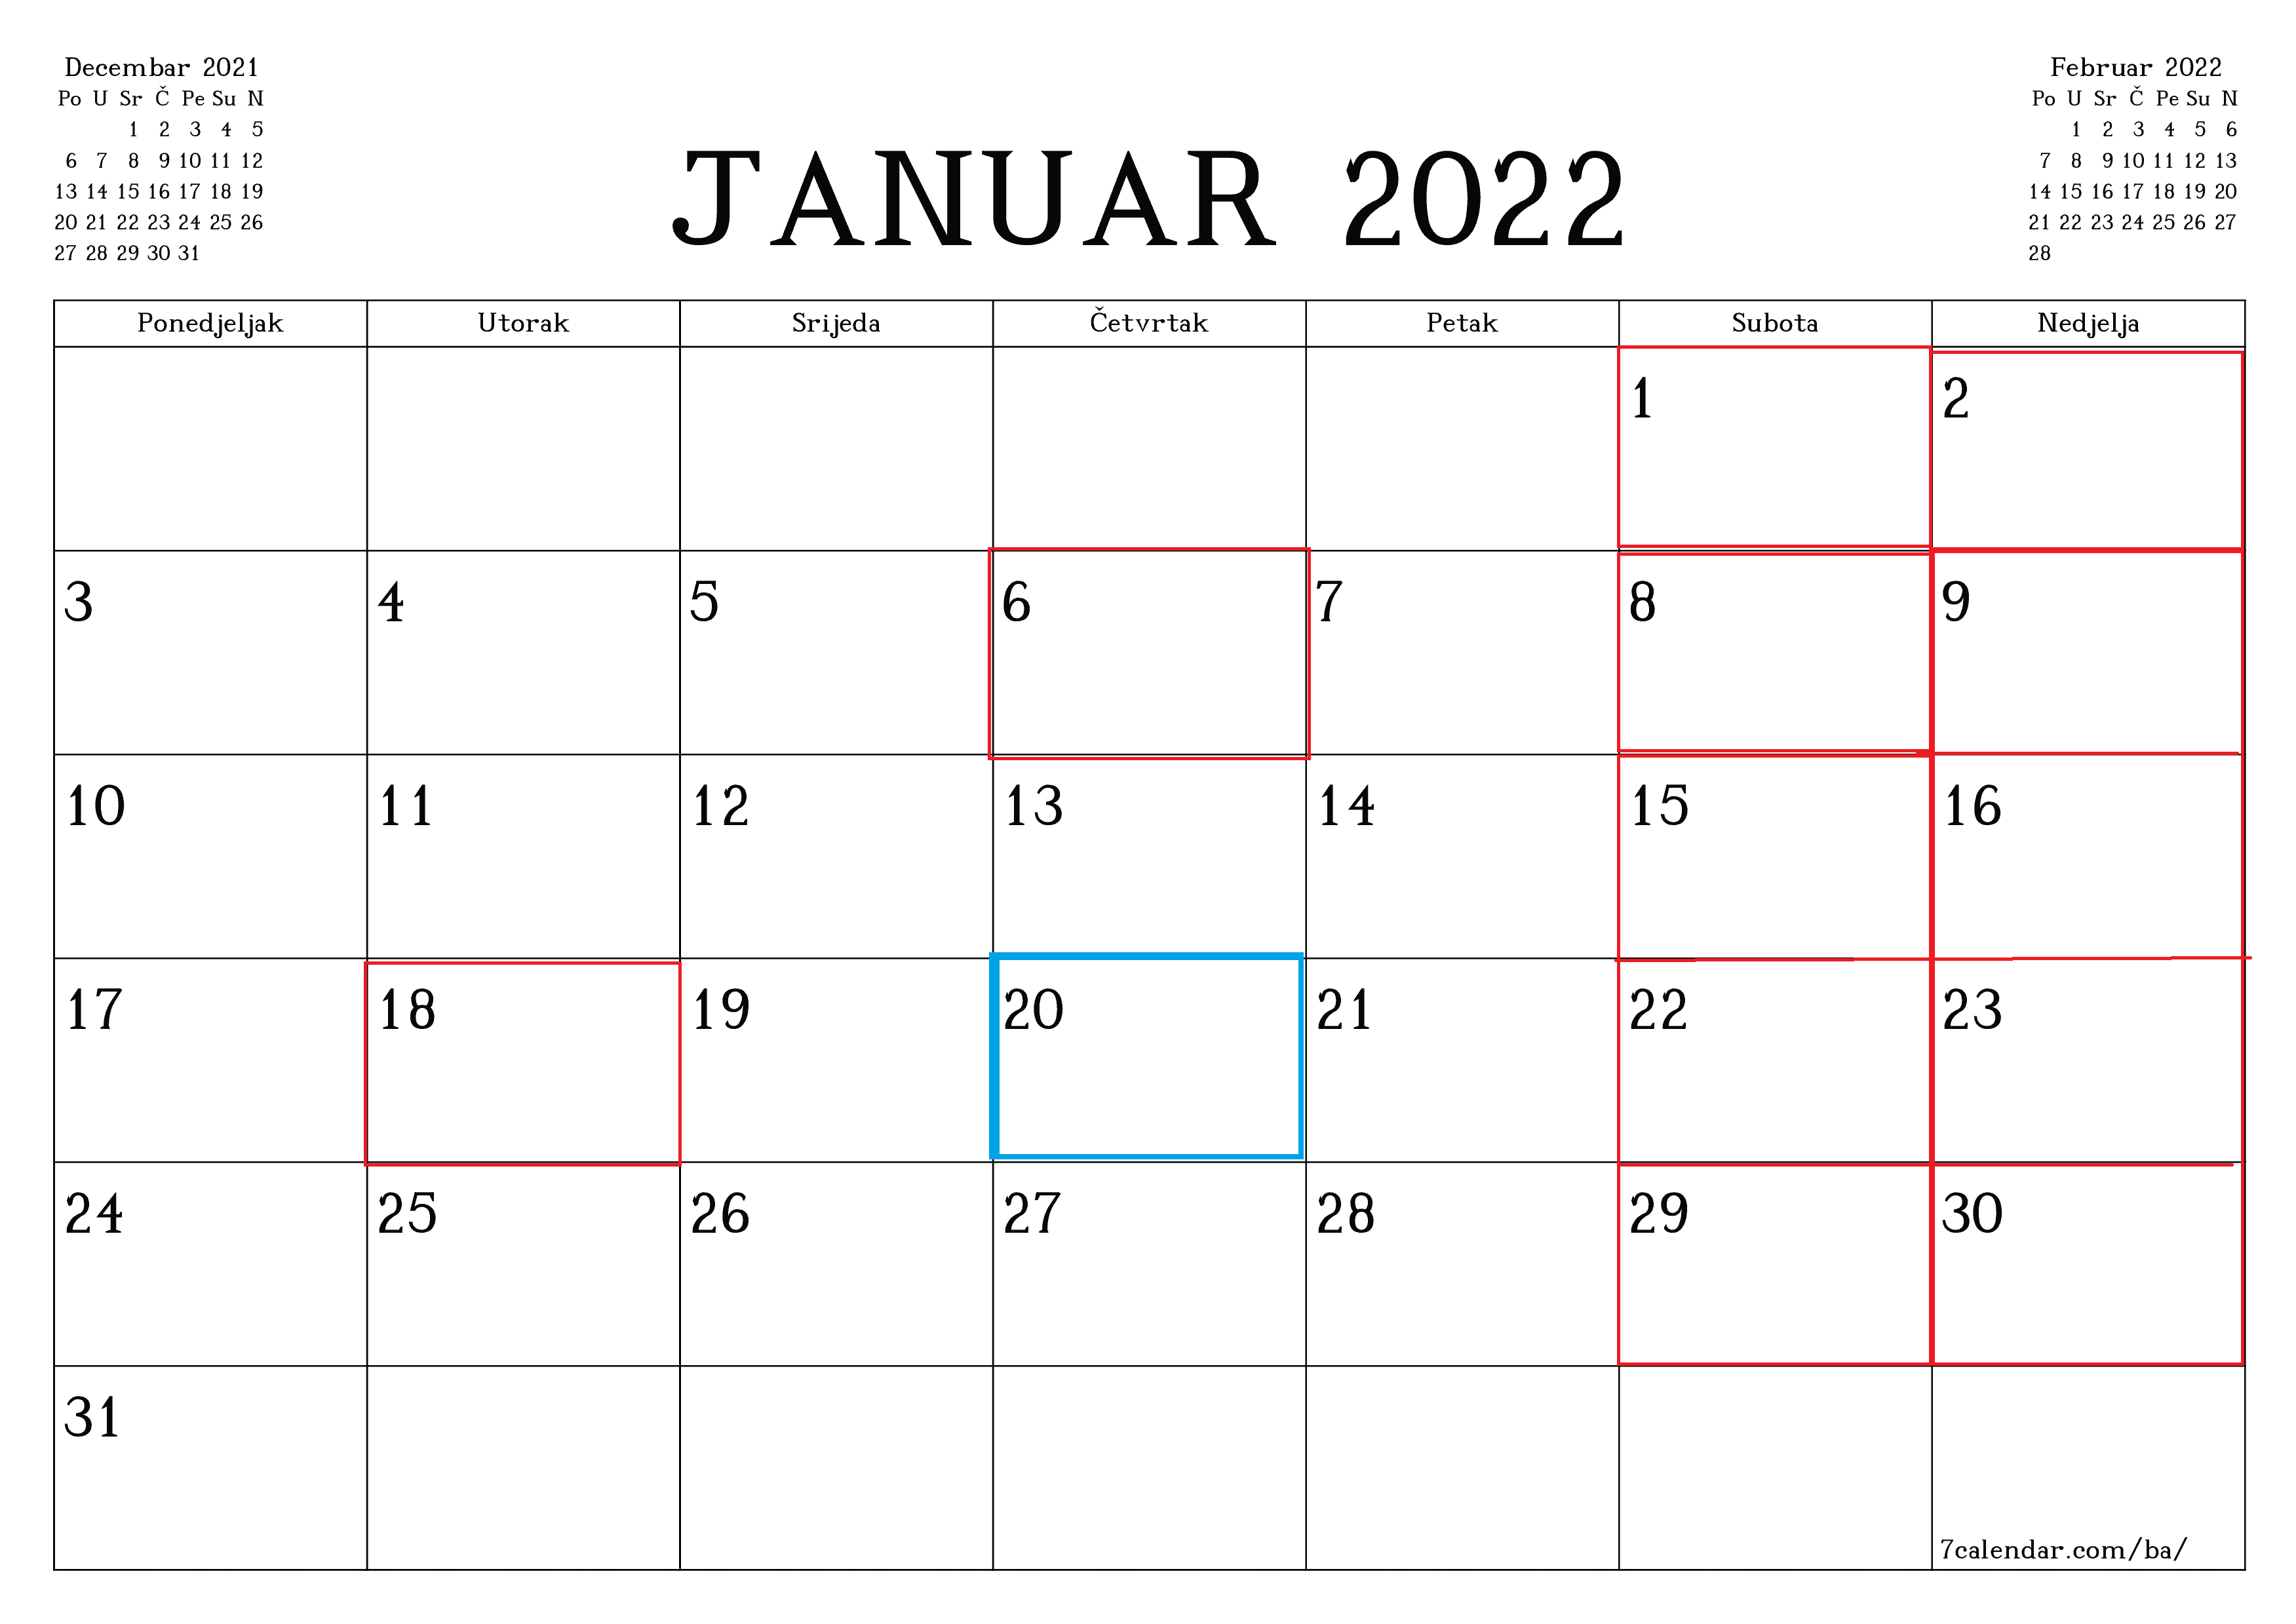 Decembar 2021
Po U Sr Č Pe Su N
1 2 3 4 5
6 7 8 9 10 11 12
13 14 15 16 17 18 19
20 21 22 23 24 25 26
27 28 29 30 31
JANUAR 2022
Februar 2022
Po U Sr Č Pe Su N
1 2 3 4 5 6
7 8 9 10 11 12 13
14 15 16 17 18 19 20
21 22 23 24 25 26 27
28
Ponedjeljak Utorak Srijeda Četvrtak Petak Subota Nedjelja
1 2
3 4 5 6 7 8 9
10 11 12 13 14 15 16
17 18 19 20 21 22 23
24 25 26 27 28 29 30
31
7calendar.com/ba/